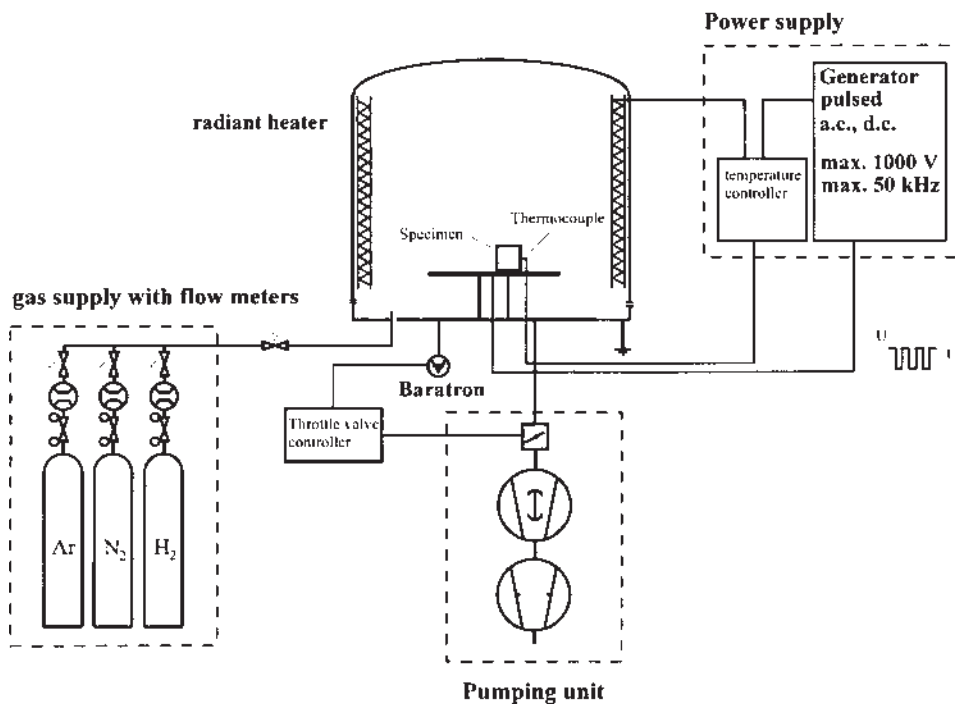 Power supply
Generator
pulsed
a.c., d.c.
max. 1000 V
max. 50 kHz
temperature
controller
radiant heater
Thermocouple
Specimen
gas supply with flow meters
U
Baratron
Throttle valve
controller
Ar
N₂
H₂
Pumping unit